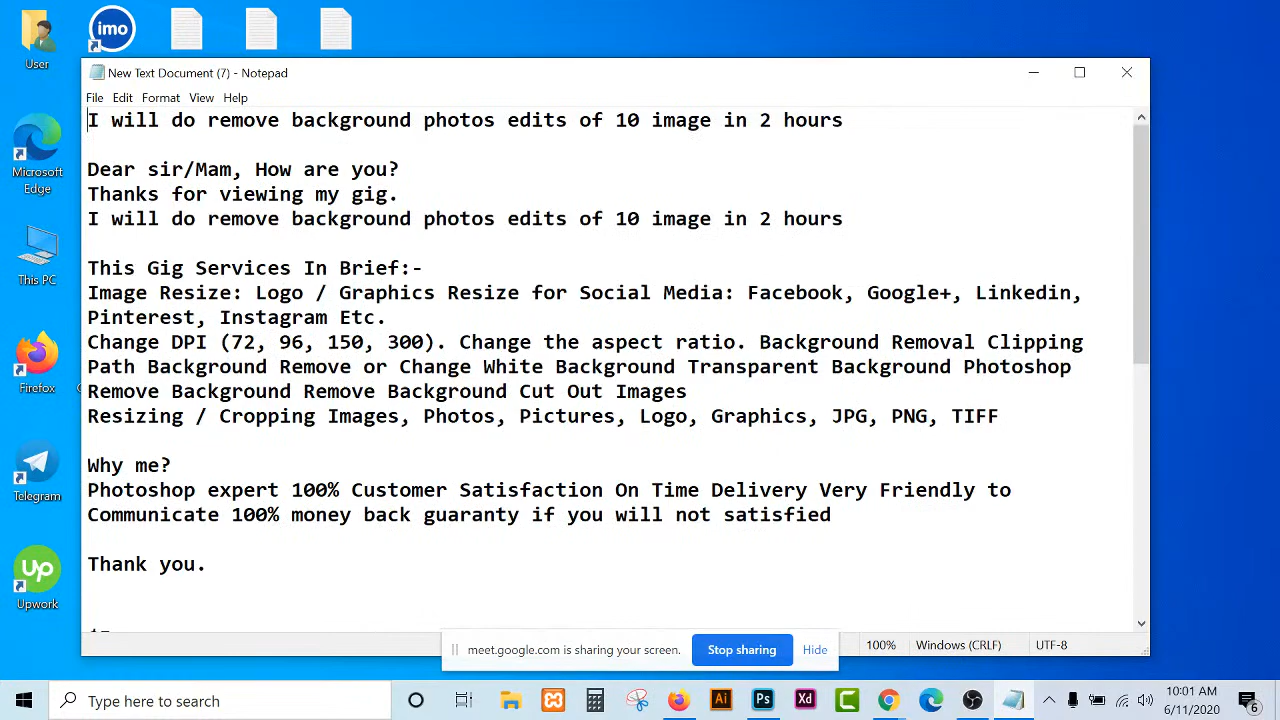 User
imo
New Text Document (7) - Notepad
File Edit Format View Help
I will do remove background photos edits of 10 image in 2 hours
Dear sir/Mam, How are you?
Thanks for viewing my gig.
I will do remove background photos edits of 10 image in 2 hours
This Gig Services In Brief:-
Image Resize: Logo / Graphics Resize for Social Media: Facebook, Google+, Linkedin,
Pinterest, Instagram Etc.
Change DPI (72, 96, 150, 300). Change the aspect ratio. Background Removal Clipping
Path Background Remove or Change White Background Transparent Background Photoshop
Remove Background Remove Background Cut Out Images
Resizing / Cropping Images, Photos, Pictures, Logo, Graphics, JPG, PNG, TIFF
Why me?
Photoshop expert 100% Customer Satisfaction On Time Delivery Very Friendly to
Communicate 100% money back guaranty if you will not satisfied
Thank you.
Microsoft
Edge
This PC
Firefox
Telegram
Up
Upwork
meet.google.com is sharing your screen. Stop sharing Hide
100% Windows (CRLF) UTF-8
Type here to search
Ai
Ps
Xd
C
10:01 AM
6/11/2020
6